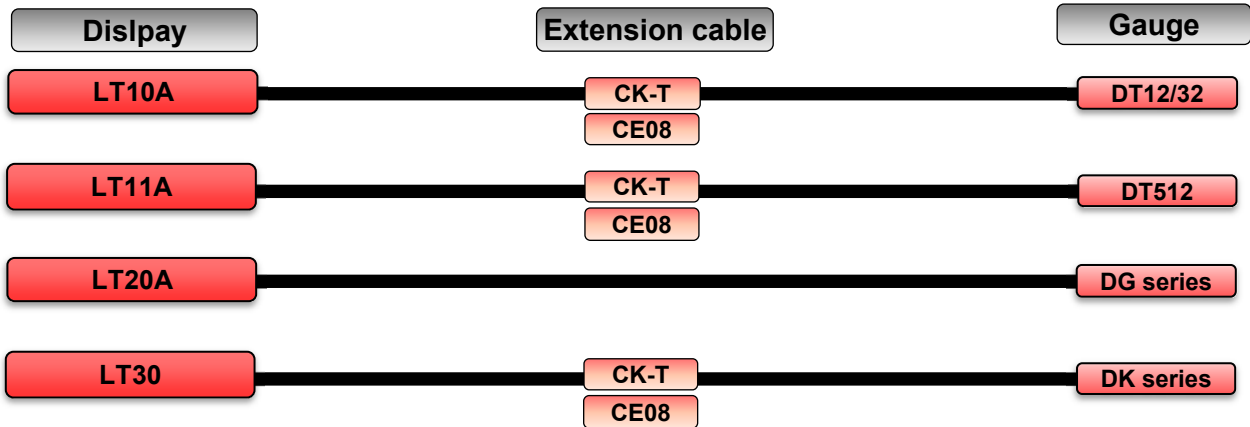 Dislpay Extension cable Gauge
LT10A CK-T DT12/32
CE08
LT11A CK-T DT512
CE08
LT20A DG series
LT30 CK-T DK series
CE08